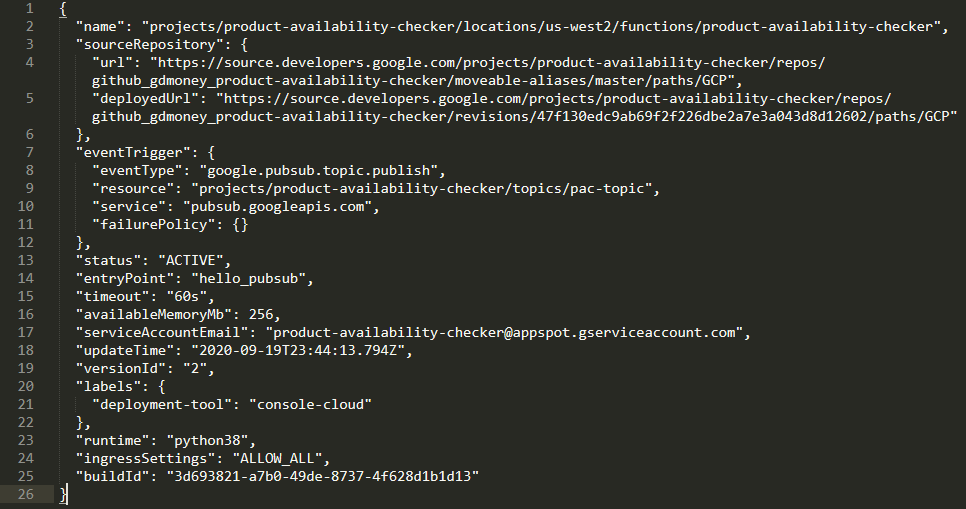 1 {
2 "name": "projects/product-availability-checker/locations/us-west2/functions/product-availability-checker",
3 "sourceRepository": {
4 "url": "https://source.developers.google.com/projects/product-availability-checker/repos/
github_gdmoney_product-availability-checker/moveable-aliases/master/paths/GCP",
5 "deployedUrl": "https://source.developers.google.com/projects/product-availability-checker/repos/
github_gdmoney_product-availability-checker/revisions/47f130edc9ab69f2f226dbe2a7e3a043d8d12602/paths/GCP"
6 },
7 "eventTrigger": {
8 "eventType": "google.pubsub.topic.publish",
9 "resource": "projects/product-availability-checker/topics/pac-topic",
10 "service": "pubsub.googleapis.com",
11 "failurePolicy": {}
12 },
13 "status": "ACTIVE",
14 "entryPoint": "hello_pubsub",
15 "timeout": "60s",
16 "availableMemoryMb": 256,
17 "serviceAccountEmail": "product-availability-checker@appspot.gserviceaccount.com",
18 "updateTime": "2020-09-19T23:44:13.794Z",
19 "versionId": "2",
20 "labels": {
21 "deployment-tool": "console-cloud"
22 },
23 "runtime": "python38",
24 "ingressSettings": "ALLOW_ALL",
25 "buildId": "3d693821-a7b0-49de-8737-4f628d1b1d13"
26 }